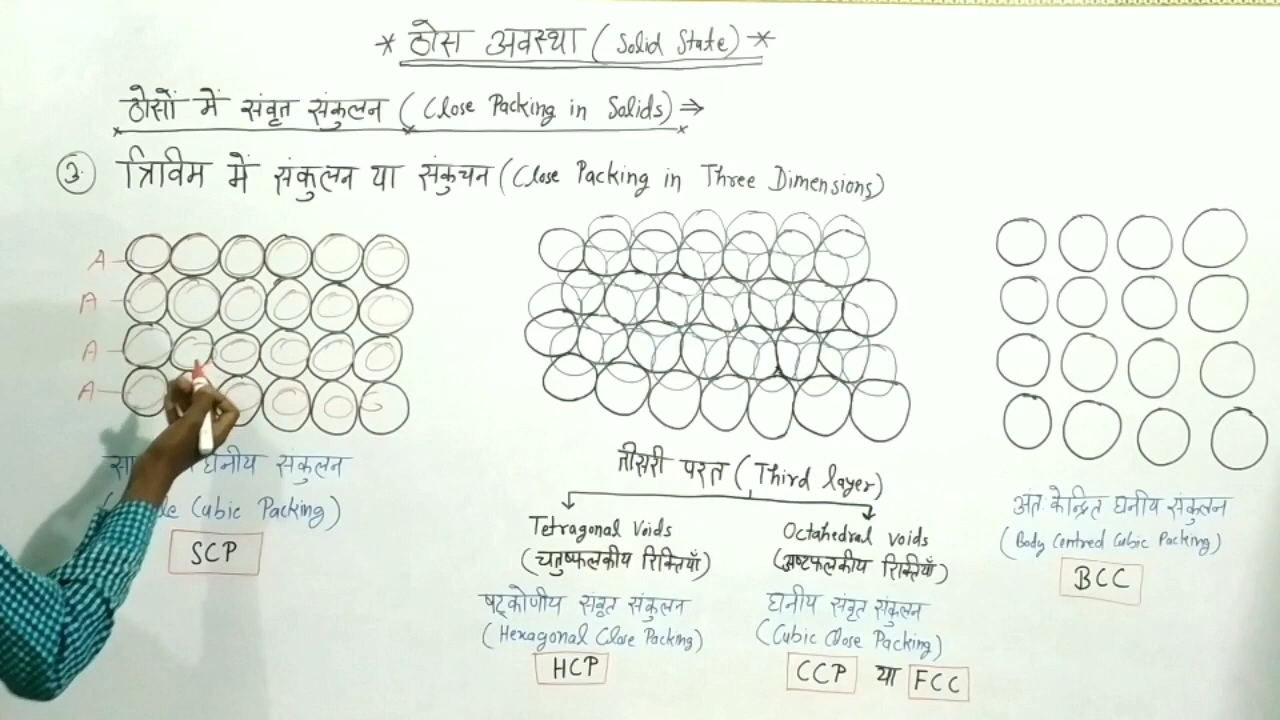 * ठोस अवस्था ( Solid State ) *
ठोसों में संवृत संकुलन ( Close Packing in Solids ) ⇒
3. त्रिविम में संकुलन या संकुचन ( Close Packing in Three Dimensions )
A
A
A
A
घनीय संकुलन
Cubic Packing )
SCP
तीसरी परत ( Third layer )
Tetragonal Voids
( चतुष्फलकीय रिक्तियाँ )
षट्कोणीय संवृत संकुलन
( Hexagonal Close Packing )
HCP
Octahedral voids
( अष्टफलकीय रिक्तियाँ )
घनीय संवृत संकुलन
( Cubic Close Packing )
CCP या FCC
अंतः केन्द्रित घनीय संकुलन
( Body Centred Cubic Packing )
BCC